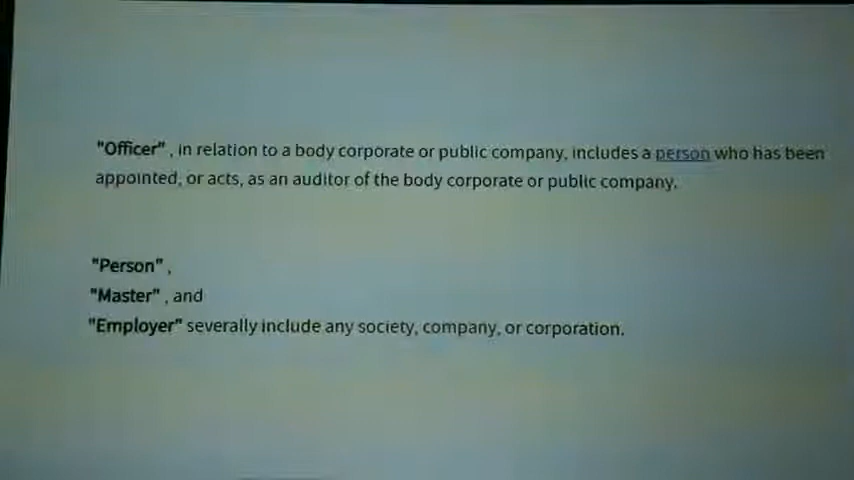 "Officer" , in relation to a body corporate or public company, includes a person who has been
appointed, or acts, as an auditor of the body corporate or public company.
"Person" ,
"Master" , and
"Employer" severally include any society, company, or corporation.